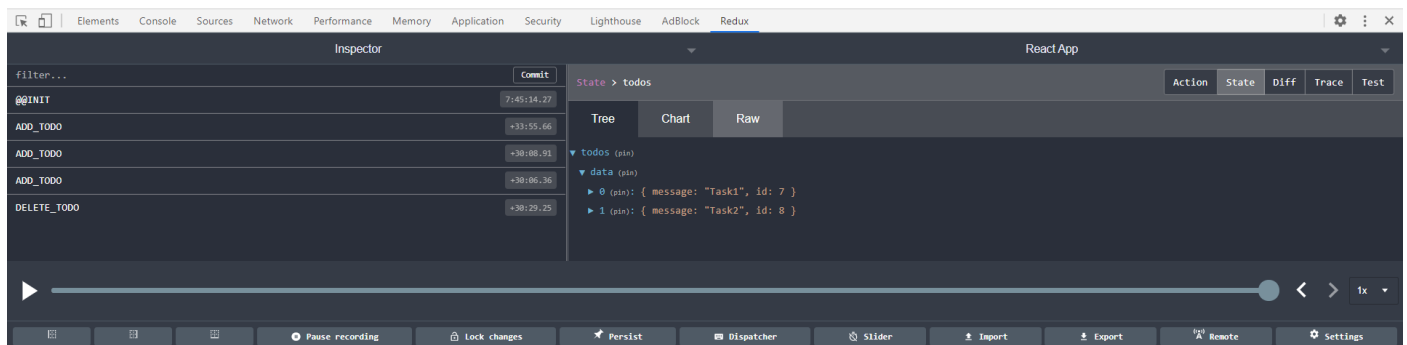 Elements Console Sources Network Performance Memory Application Security Lighthouse AdBlock Redux
Inspector
React App
filter...
Commit
@@INIT 7:45:14.27
ADD_TODO +33:55.66
ADD_TODO +30:08.91
ADD_TODO +30:06.36
DELETE_TODO +30:29.25
State > todos
Action State Diff Trace Test
Tree Chart Raw
▼ todos (pin)
▼ data (pin)
▶ 0 (pin): { message: "Task1", id: 7 }
▶ 1 (pin): { message: "Task2", id: 8 }
1x
Pause recording Lock changes Persist Dispatcher Slider Import Export Remote Settings